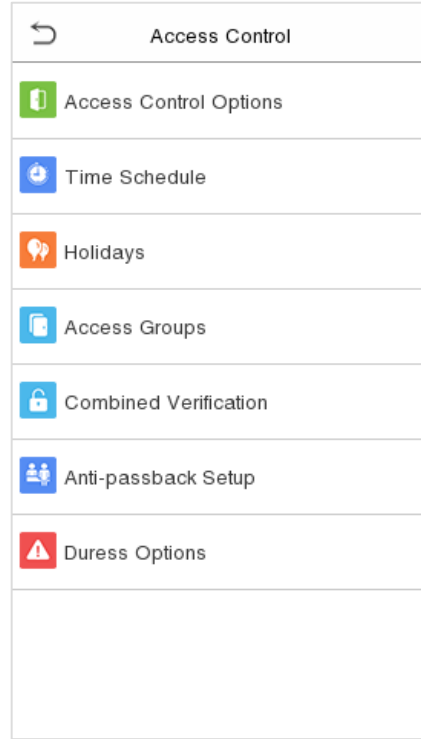 Access Control
Access Control Options
Time Schedule
Holidays
Access Groups
Combined Verification
Anti-passback Setup
Duress Options